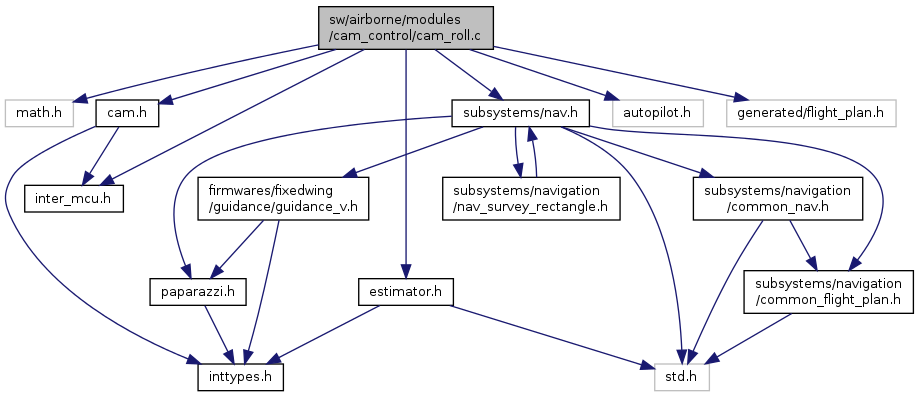 sw/airborne/modules
/cam_control/cam_roll.c
math.h
cam.h
subsystems/nav.h
autopilot.h
generated/flight_plan.h
inter_mcu.h
firmwares/fixedwing
/guidance/guidance_v.h
subsystems/navigation
/nav_survey_rectangle.h
subsystems/navigation
/common_nav.h
paparazzi.h
estimator.h
subsystems/navigation
/common_flight_plan.h
inttypes.h
std.h